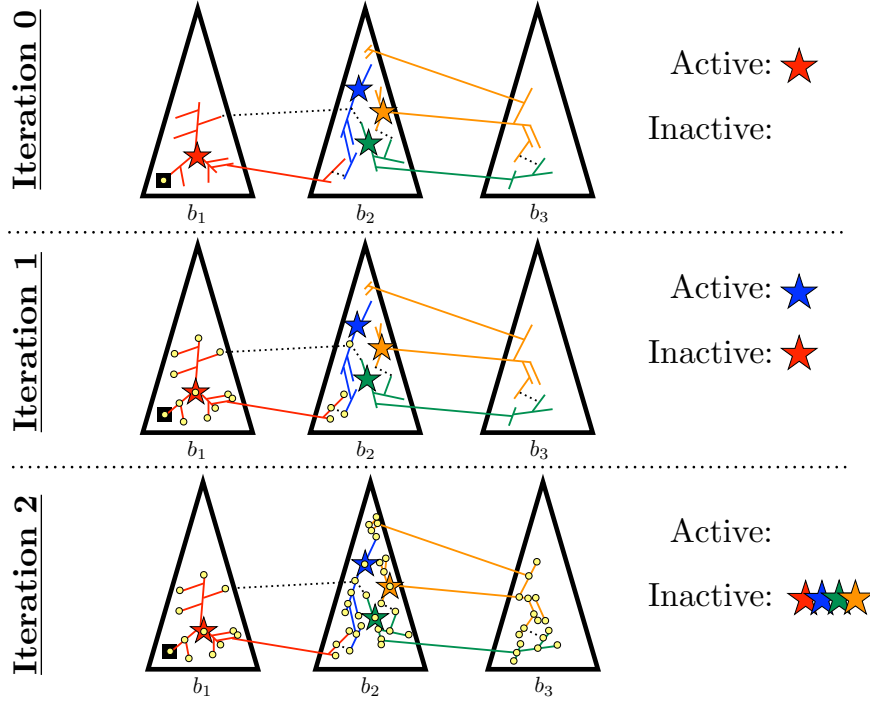 Iteration 0
Active:
Inactive:
b1 b2 b3
Iteration 1
Active:
Inactive:
b1 b2 b3
Iteration 2
Active:
Inactive:
b1 b2 b3